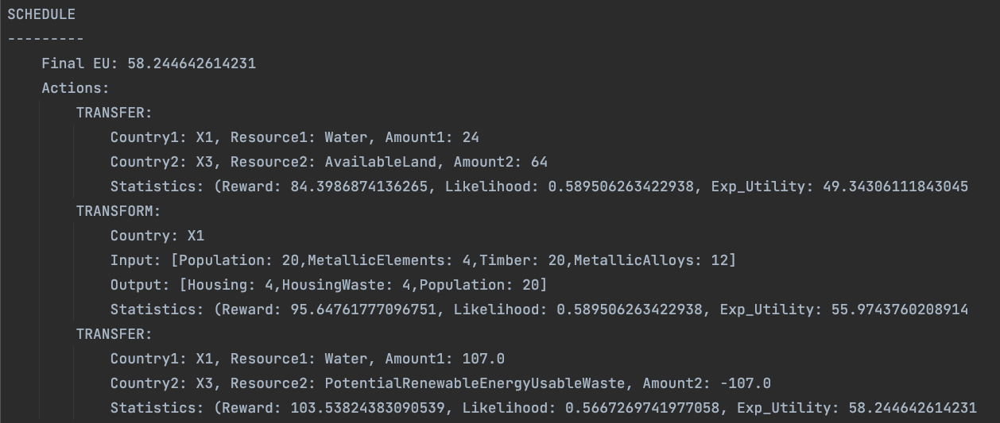 SCHEDULE
---------
Final EU: 58.244642614231
Actions:
TRANSFER:
Country1: X1, Resource1: Water, Amount1: 24
Country2: X3, Resource2: AvailableLand, Amount2: 64
Statistics: (Reward: 84.3986874136265, Likelihood: 0.589506263422938, Exp_Utility: 49.34306111843045
TRANSFORM:
Country: X1
Input: [Population: 20,MetallicElements: 4,Timber: 20,MetallicAlloys: 12]
Output: [Housing: 4,HousingWaste: 4,Population: 20]
Statistics: (Reward: 95.64761777096751, Likelihood: 0.589506263422938, Exp_Utility: 55.9743760208914
TRANSFER:
Country1: X1, Resource1: Water, Amount1: 107.0
Country2: X3, Resource2: PotentialRenewableEnergyUsableWaste, Amount2: -107.0
Statistics: (Reward: 103.53824383090539, Likelihood: 0.5667269741977058, Exp_Utility: 58.244642614231